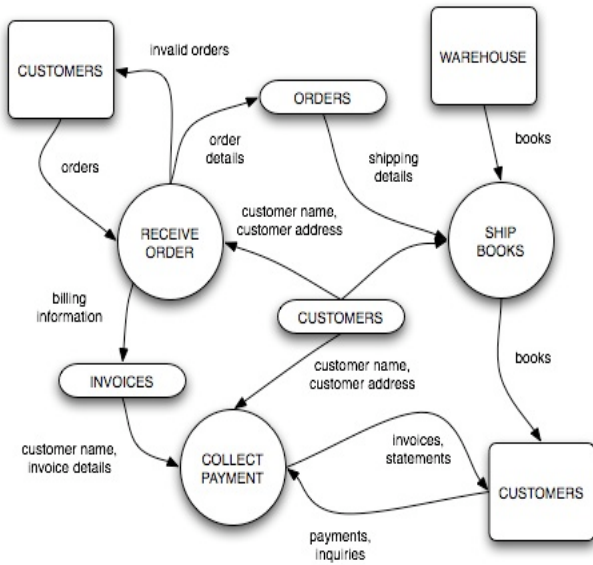 invalid orders
CUSTOMERS
WAREHOUSE
ORDERS
order
details
orders
shipping
details
books
customer name,
customer address
RECEIVE
ORDER
SHIP
BOOKS
billing
information
CUSTOMERS
books
customer name,
customer address
INVOICES
customer name,
invoice details
COLLECT
PAYMENT
invoices,
statements
CUSTOMERS
payments,
inquiries